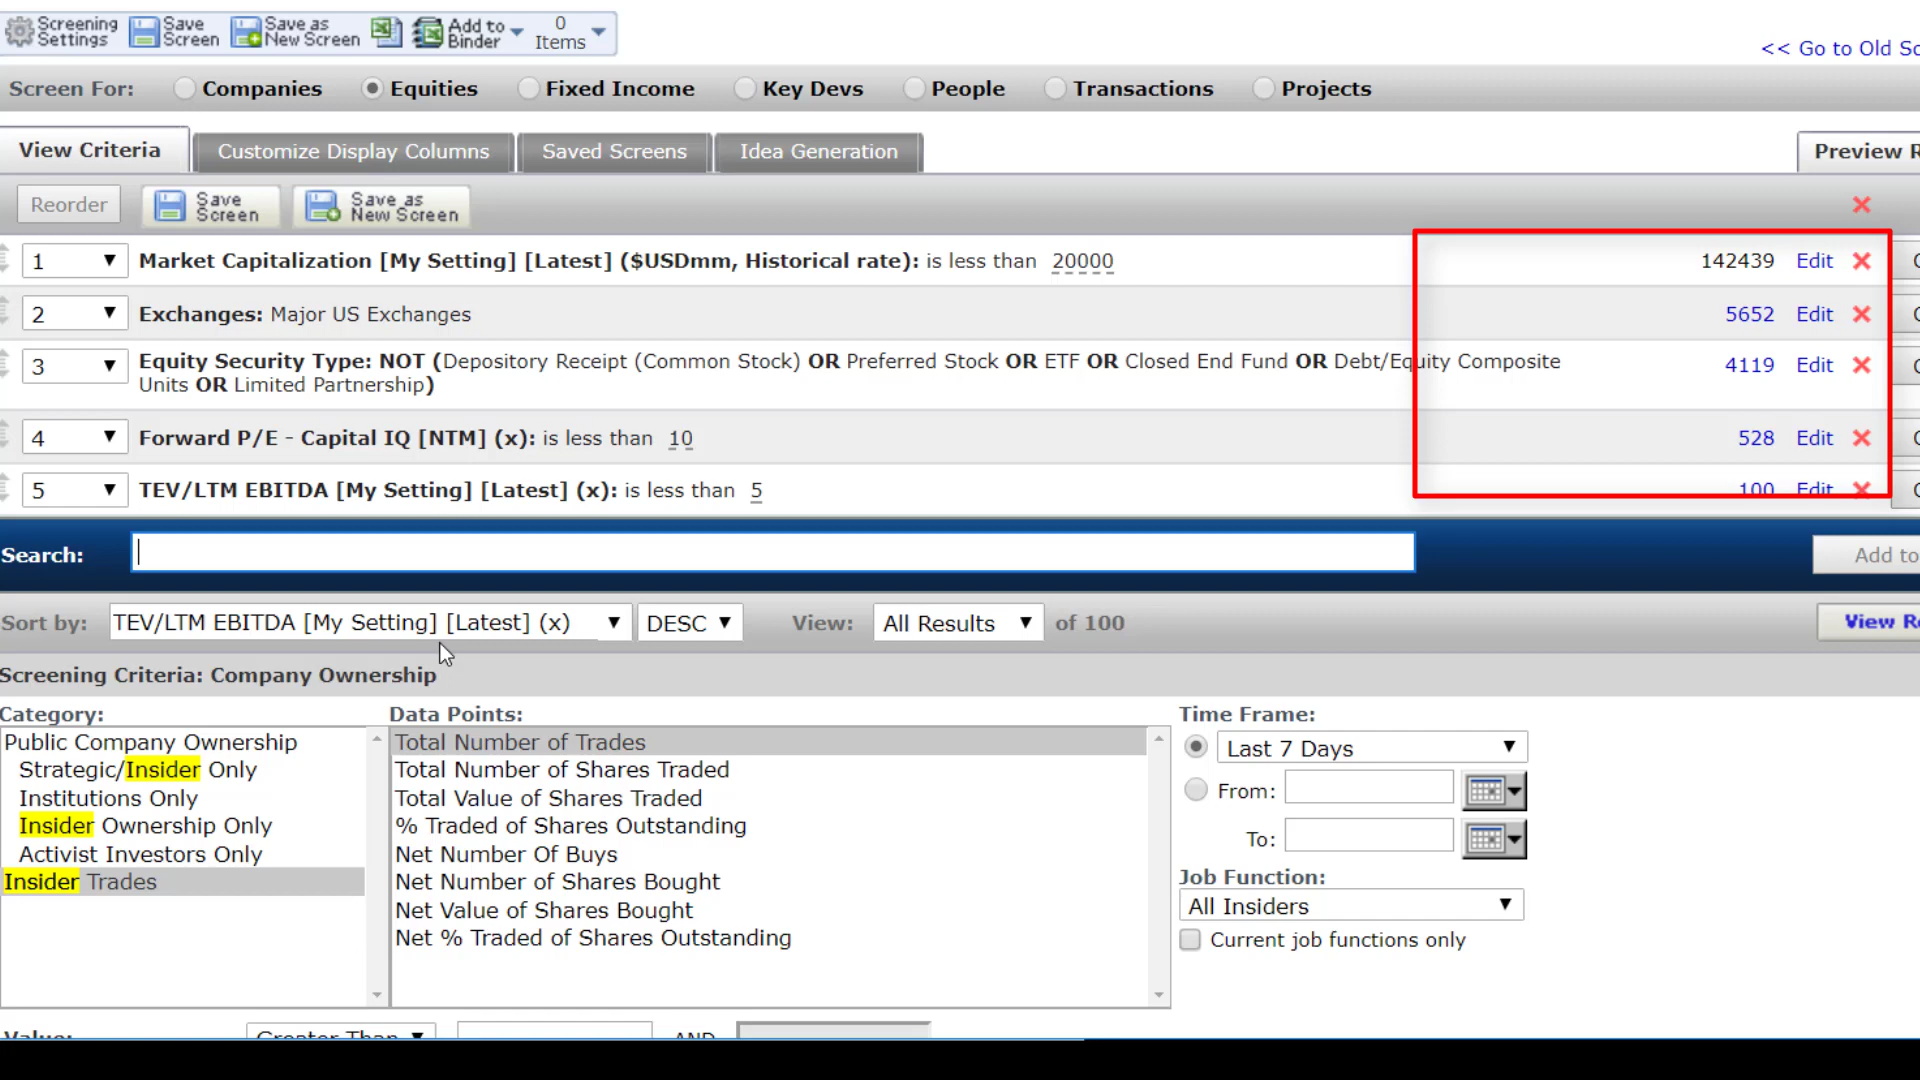 Screening Settings Save Screen Save as New Screen Add to Binder 0 Items
<< Go to Old
Screen For: Companies Equities Fixed Income Key Devs People Transactions Projects
View Criteria Customize Display Columns Saved Screens Idea Generation Preview
Reorder Save Screen Save as New Screen
1 Market Capitalization [My Setting] [Latest] ($USDmm, Historical rate): is less than 20000 142439 Edit
2 Exchanges: Major US Exchanges 5652 Edit
3 Equity Security Type: NOT (Depository Receipt (Common Stock) OR Preferred Stock OR ETF OR Closed End Fund OR Debt/Equity Composite 4119 Edit
Units OR Limited Partnership)
4 Forward P/E - Capital IQ [NTM] (x): is less than 10 528 Edit
5 TEV/LTM EBITDA [My Setting] [Latest] (x): is less than 5 100 Edit
Search: Add to
Sort by: TEV/LTM EBITDA [My Setting] [Latest] (x) DESC View: All Results of 100 View
Screening Criteria: Company Ownership
Category: Data Points: Time Frame:
Public Company Ownership Total Number of Trades Last 7 Days
Strategic/Insider Only Total Number of Shares Traded
Institutions Only Total Value of Shares Traded From:
Insider Ownership Only % Traded of Shares Outstanding To:
Activist Investors Only Net Number Of Buys
Insider Trades Net Number of Shares Bought Job Function:
Net Value of Shares Bought All Insiders
Net % Traded of Shares Outstanding Current job functions only
Value: Greater Than AND